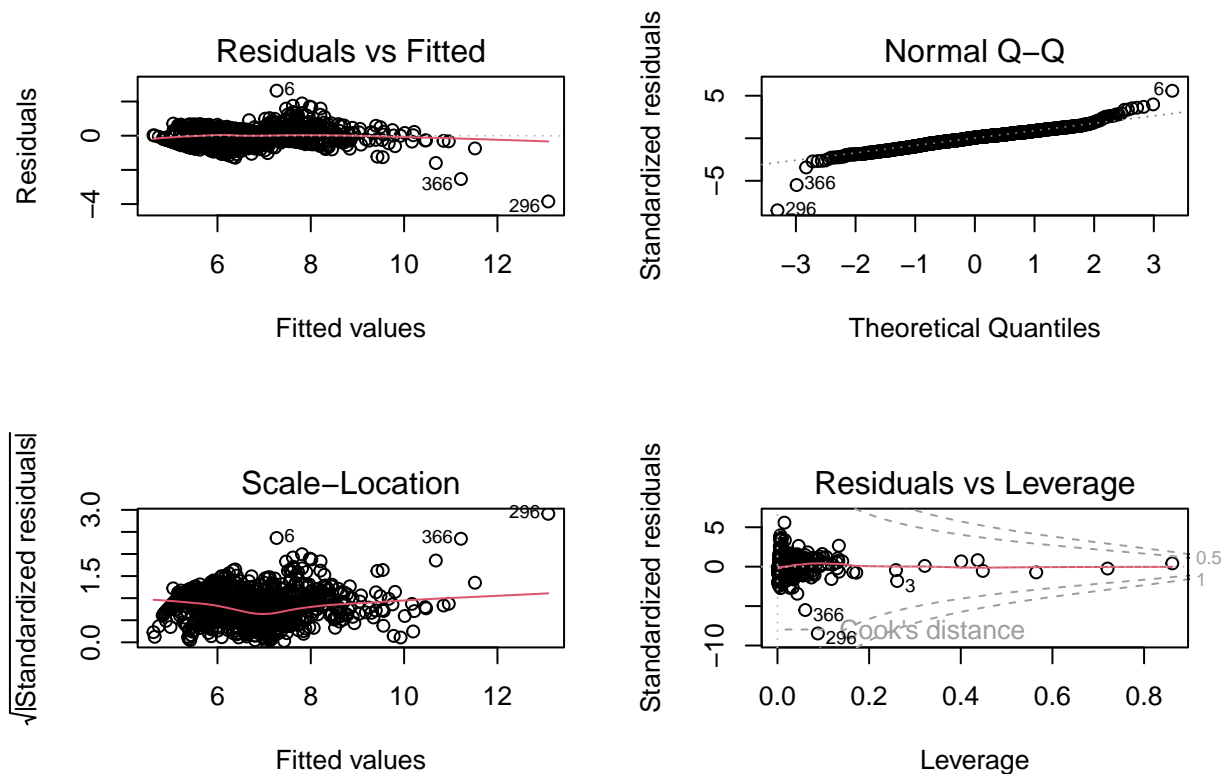 Residuals vs Fitted
Residuals
0
−4
6
366
296
6 8 10 12
Fitted values
Normal Q−Q
Standardized residuals
5
−5
6
366
296
−3 −2 −1 0 1 2 3
Theoretical Quantiles
Scale−Location
√|Standardized residuals|
3.0
1.5
0.0
6
366
296
6 8 10 12
Fitted values
Residuals vs Leverage
Standardized residuals
5
0
−10
0.5
1
3
366
296
Cook's distance
0.0 0.2 0.4 0.6 0.8
Leverage